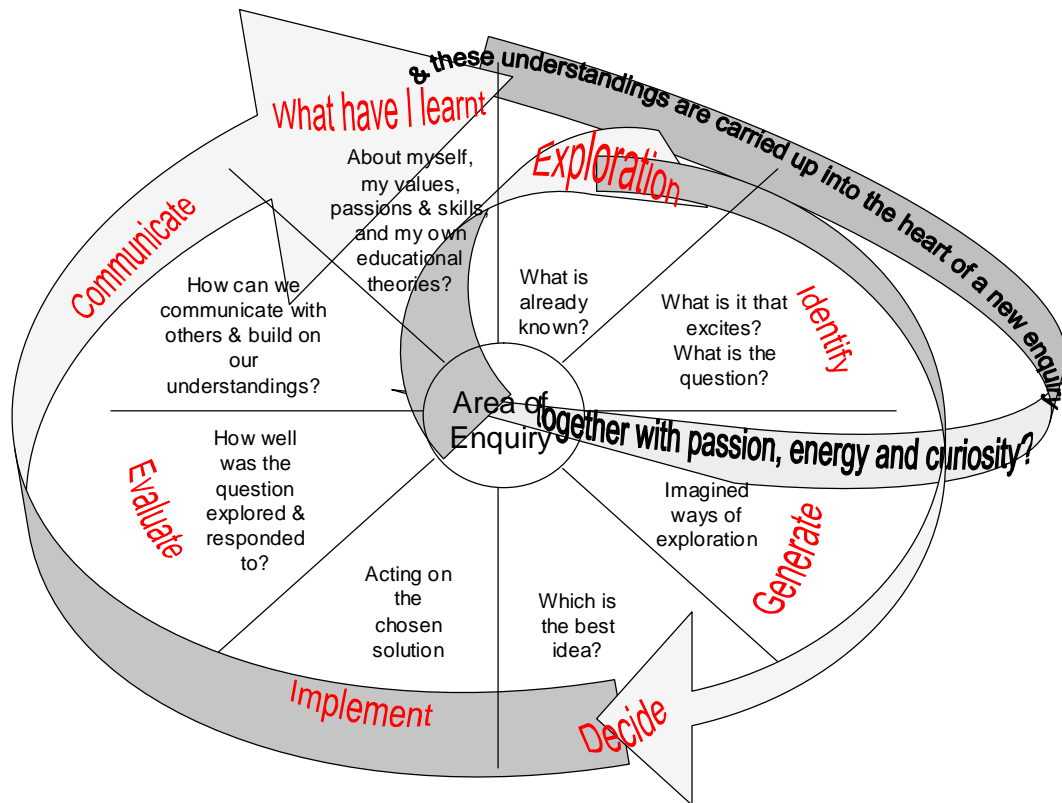 & these understandings are carried up into the heart of a new enquiry
together with passion, energy and curiosity?
What have I learnt
About myself,
my values,
passions & skills,
and my own
educational
theories?
Exploration
What is
already
known?
Identify
What is it that
excites?
What is the
question?
Area of
Enquiry
Generate
Imagined
ways of
exploration
Decide
Which is
the best
idea?
Implement
Acting on
the
chosen
solution
Evaluate
How well
was the
question
explored &
responded
to?
Communicate
How can we
communicate with
others & build on
our
understandings?